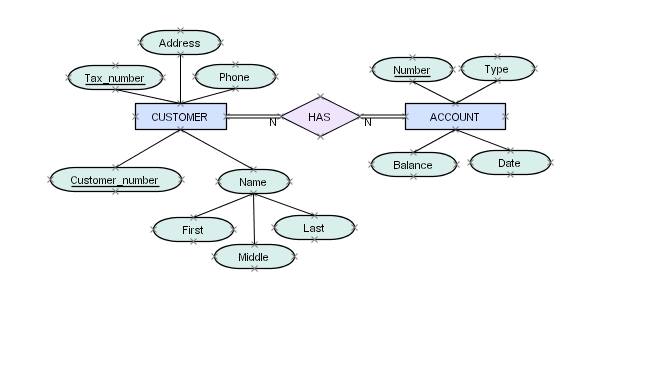 Address
Tax_number
Phone
Number
Type
CUSTOMER
N
HAS
N
ACCOUNT
Customer_number
Name
Balance
Date
First
Last
Middle